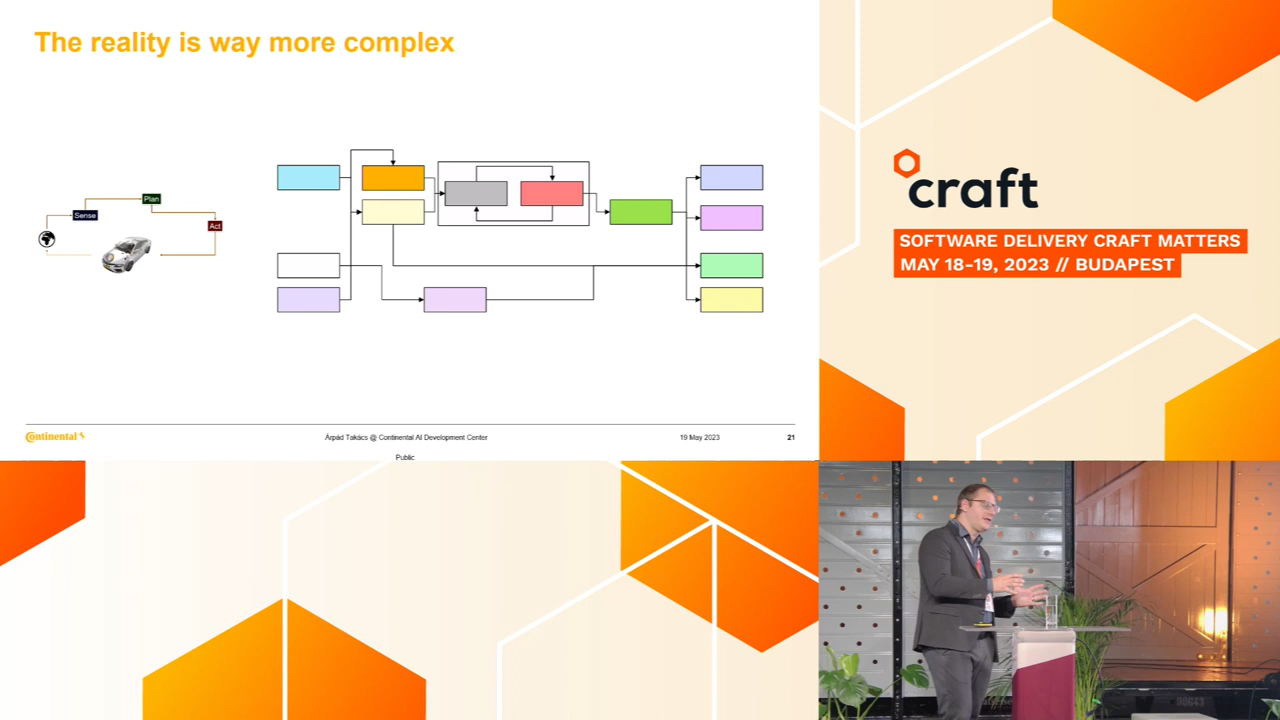 The reality is way more complex
Plan
Sense
Act
Continental
Árpád Takács @ Continental AI Development Center
19 May 2023
21
Public
craft
SOFTWARE DELIVERY CRAFT MATTERS
MAY 18-19, 2023 // BUDAPEST